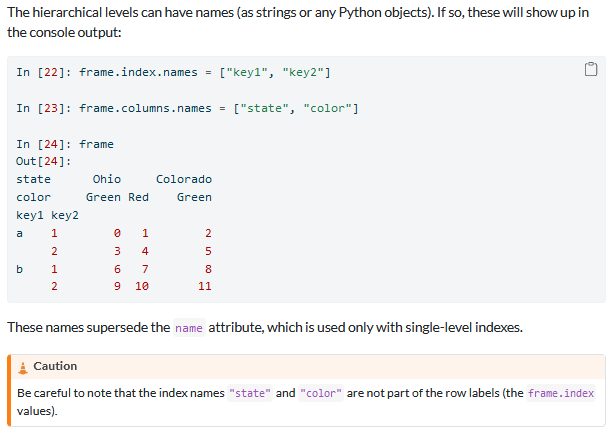 The hierarchical levels can have names (as strings or any Python objects). If so, these will show up in
the console output:
In [22]: frame.index.names = ["key1", "key2"]
In [23]: frame.columns.names = ["state", "color"]
In [24]: frame
Out[24]:
state      Ohio     Colorado
color     Green Red    Green
key1 key2
a    1        0   1        2
     2        3   4        5
b    1        6   7        8
     2        9  10       11
These names supersede the name attribute, which is used only with single-level indexes.
Caution
Be careful to note that the index names "state" and "color" are not part of the row labels (the frame.index
values).